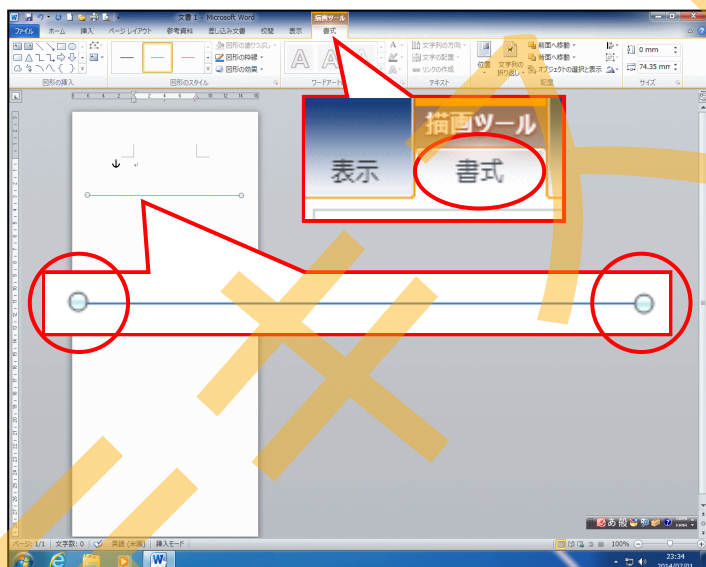 文書 1 - Microsoft Word
描画ツール
ファイル ホーム 挿入 ページ レイアウト 参考資料 差し込み文書 校閲 表示 書式
図形の塗りつぶし
図形の枠線
図形の効果
文字列の方向
文字の配置
リンクの作成
位置
文字列の
折り返し
前面へ移動
背面へ移動
オブジェクトの選択と表示
0 mm
74.35 mm
図形の挿入 図形のスタイル テキスト 配置 サイズ
描画ツール
表示 書式
あ 般
ページ: 1/1 文字数: 0 英語 (米国) 挿入モード 100%
23:34
2014/07/01